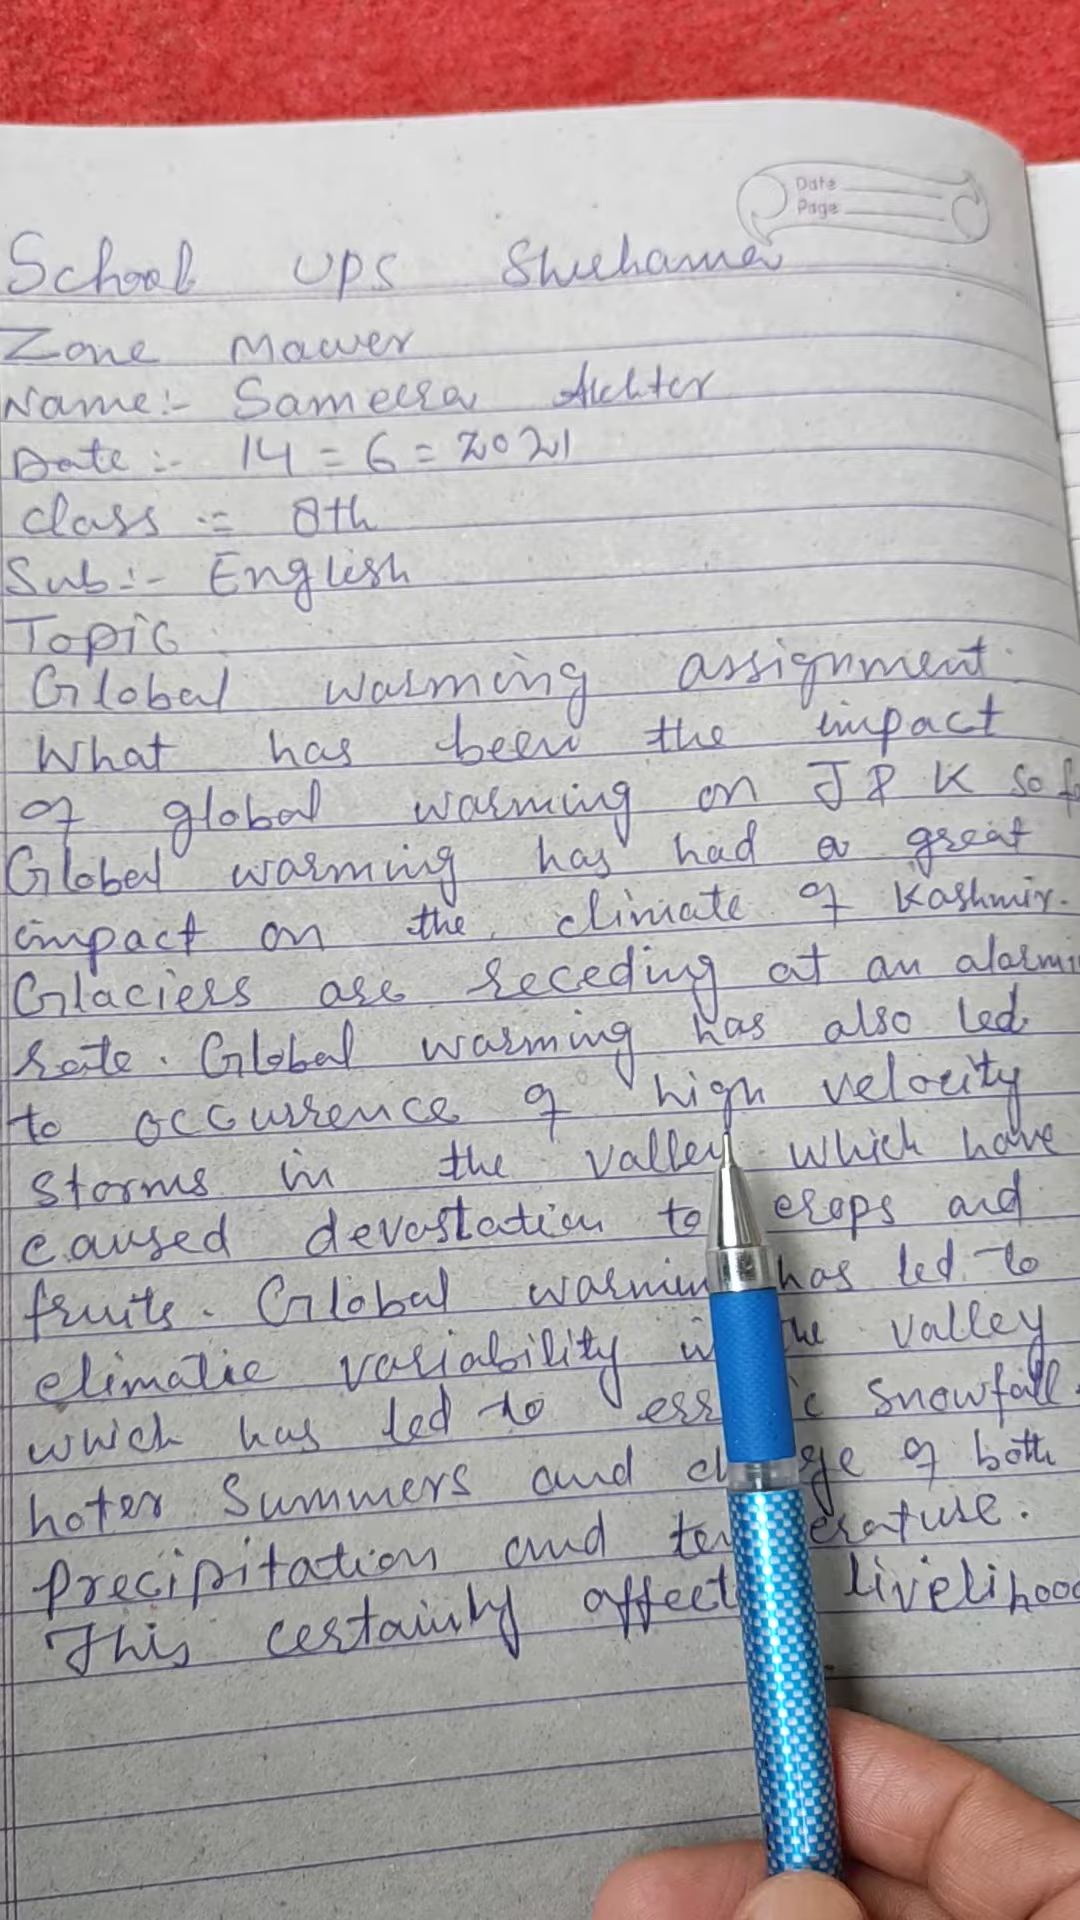 Date
Page
School UPS Shehama
Zone Mawer
Name:- Sameera Akhter
Date:- 14=6=2021
class:= 8th
Sub:- English
Topic
Global warming assignment.
What has been the impact
of global warming on J & K so
Global warming has had a great
impact on the climate of Kashmir.
Glaciers are receding at an alarmi
rate. Global warming has also led
to occurrence of high velocity
storms in the valley which have
caused devastation to crops and
fruits. Global warmin has led to
climatic variability valley
which has led to snowfall
hoter Summers and of both
precipitation and
This certainly affect livelihood